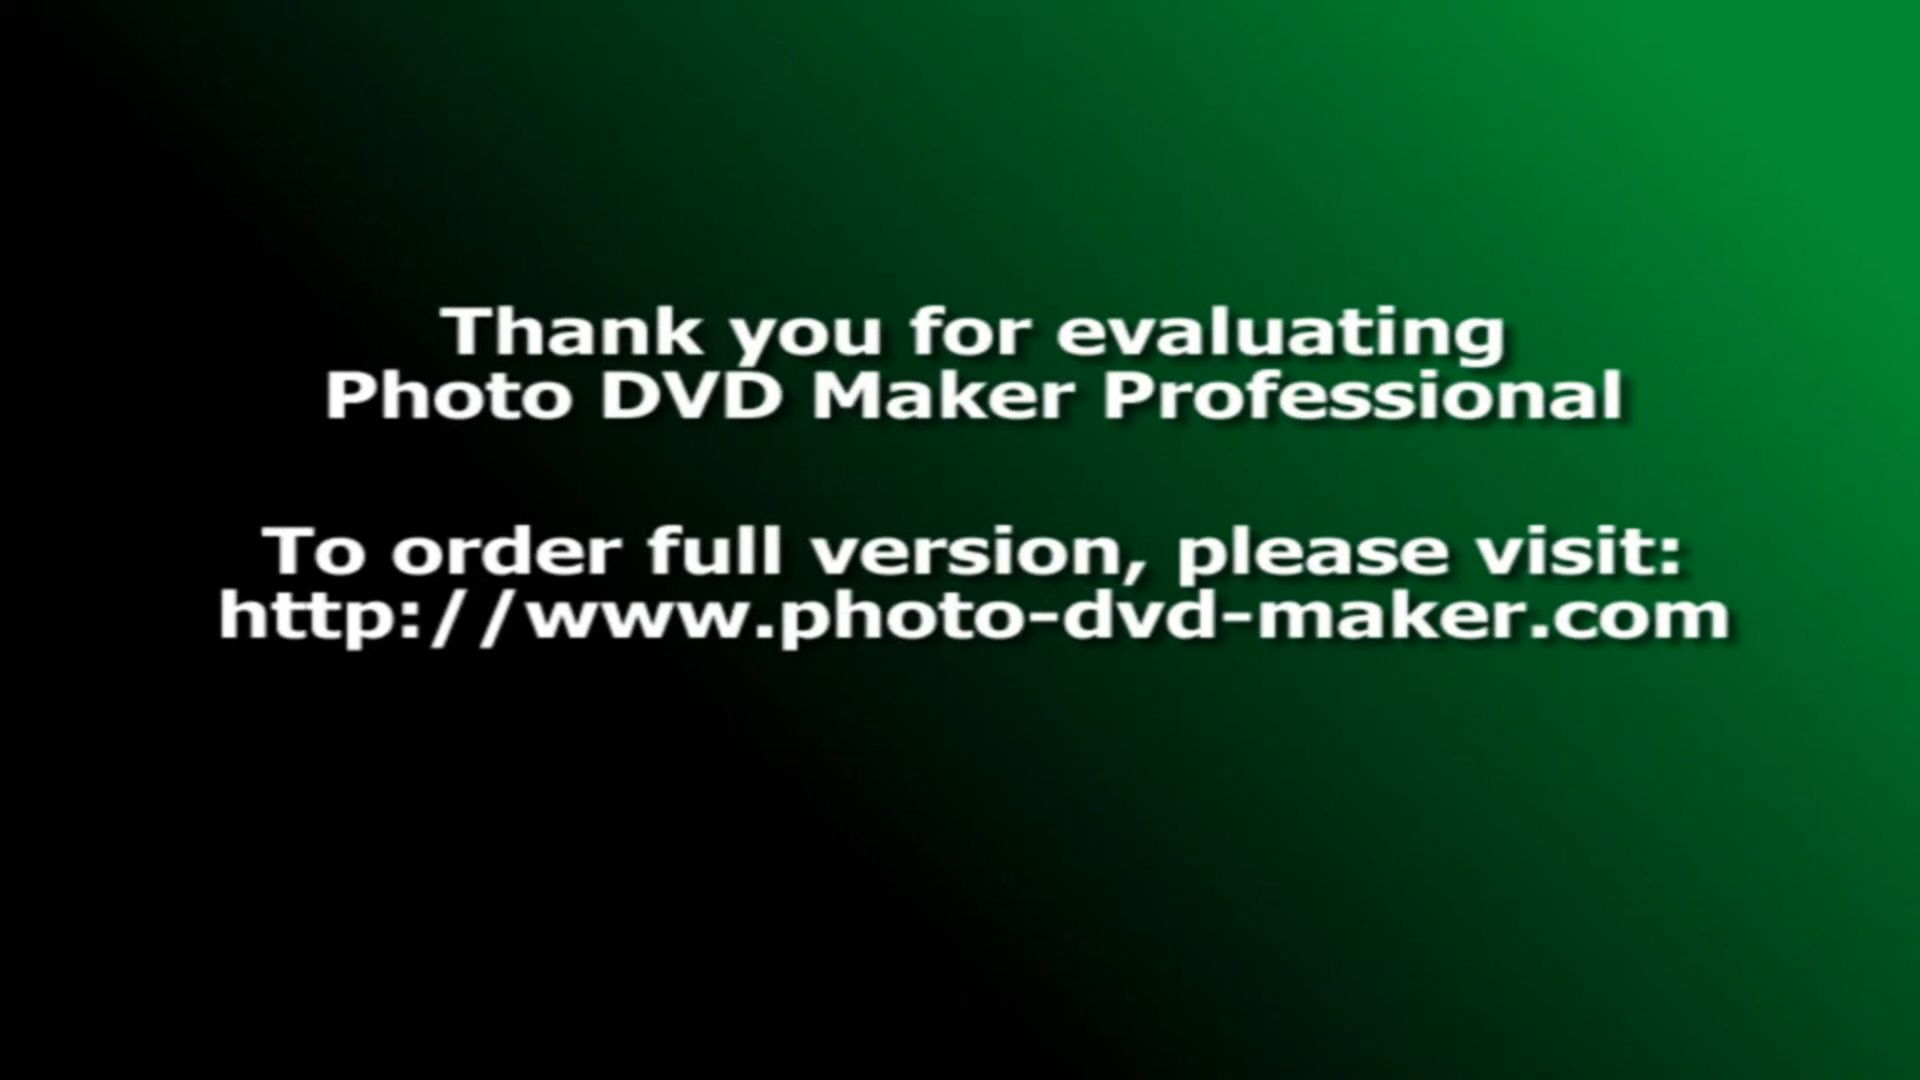 Thank you for evaluating
Photo DVD Maker Professional
To order full version, please visit:
http://www.photo-dvd-maker.com